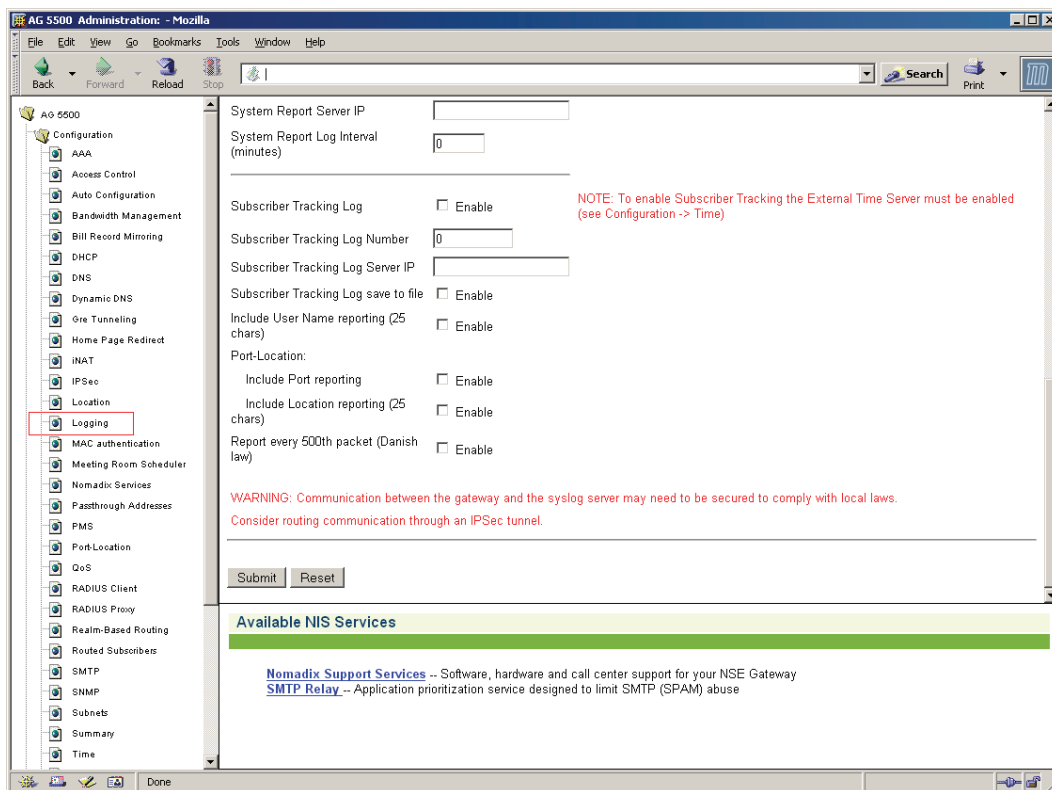 AG 5500 Administration: - Mozilla
File Edit View Go Bookmarks Tools Window Help
Back Forward Reload Stop Search Print
AG 5500
Configuration
AAA
Access Control
Auto Configuration
Bandwidth Management
Bill Record Mirroring
DHCP
DNS
Dynamic DNS
Gre Tunneling
Home Page Redirect
iNAT
IPSec
Location
Logging
MAC authentication
Meeting Room Scheduler
Nomadix Services
Passthrough Addresses
PMS
Port-Location
QoS
RADIUS Client
RADIUS Proxy
Realm-Based Routing
Routed Subscribers
SMTP
SNMP
Subnets
Summary
Time
System Report Server IP
System Report Log Interval
(minutes)
0
Subscriber Tracking Log
Enable
NOTE: To enable Subscriber Tracking the External Time Server must be enabled
(see Configuration -> Time)
Subscriber Tracking Log Number
0
Subscriber Tracking Log Server IP
Subscriber Tracking Log save to file
Enable
Include User Name reporting (25
chars)
Enable
Port-Location:
Include Port reporting
Enable
Include Location reporting (25
chars)
Enable
Report every 500th packet (Danish
law)
Enable
WARNING: Communication between the gateway and the syslog server may need to be secured to comply with local laws.
Consider routing communication through an IPSec tunnel.
Submit Reset
Available NIS Services
Nomadix Support Services -- Software, hardware and call center support for your NSE Gateway
SMTP Relay -- Application prioritization service designed to limit SMTP (SPAM) abuse
Done